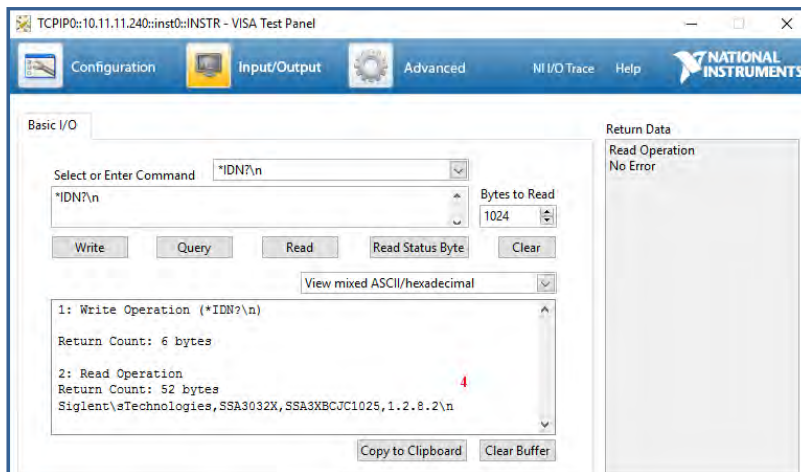 TCPIP0::10.11.11.240::inst0::INSTR - VISA Test Panel
Configuration Input/Output Advanced NI I/O Trace Help NATIONAL INSTRUMENTS
Basic I/O
Return Data
Read Operation
No Error
Select or Enter Command *IDN?\n
*IDN?\n
Bytes to Read
1024
Write Query Read Read Status Byte Clear
View mixed ASCII/hexadecimal
1: Write Operation (*IDN?\n)
Return Count: 6 bytes
2: Read Operation
Return Count: 52 bytes
4
Siglent\sTechnologies,SSA3032X,SSA3XBCJC1025,1.2.8.2\n
Copy to Clipboard Clear Buffer